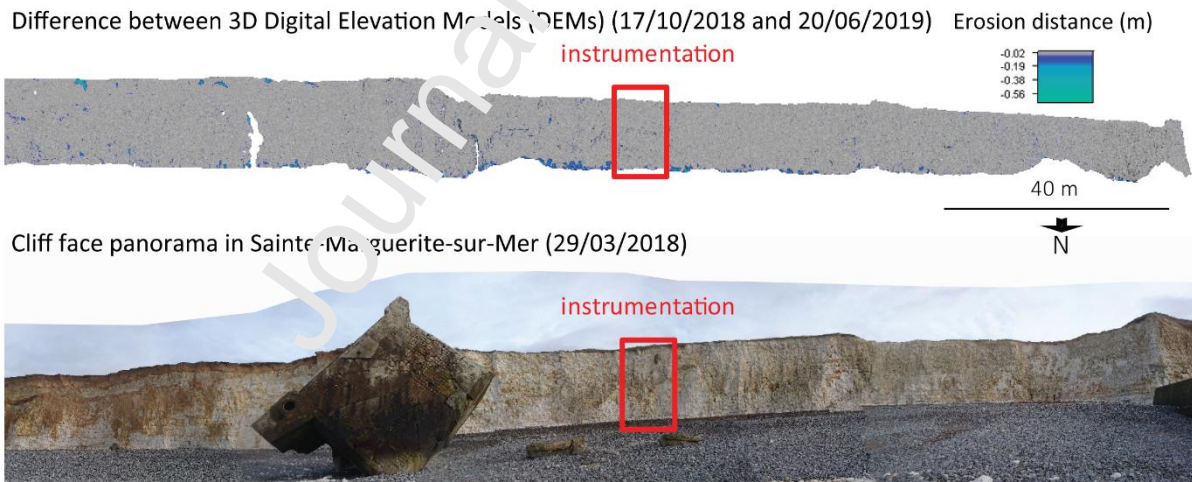 Difference between 3D Digital Elevation Models (DEMs) (17/10/2018 and 20/06/2019)
Erosion distance (m)
instrumentation
-0.02
-0.19
-0.38
-0.56
40 m
N
Cliff face panorama in Sainte-Marguerite-sur-Mer (29/03/2018)
instrumentation
Journal